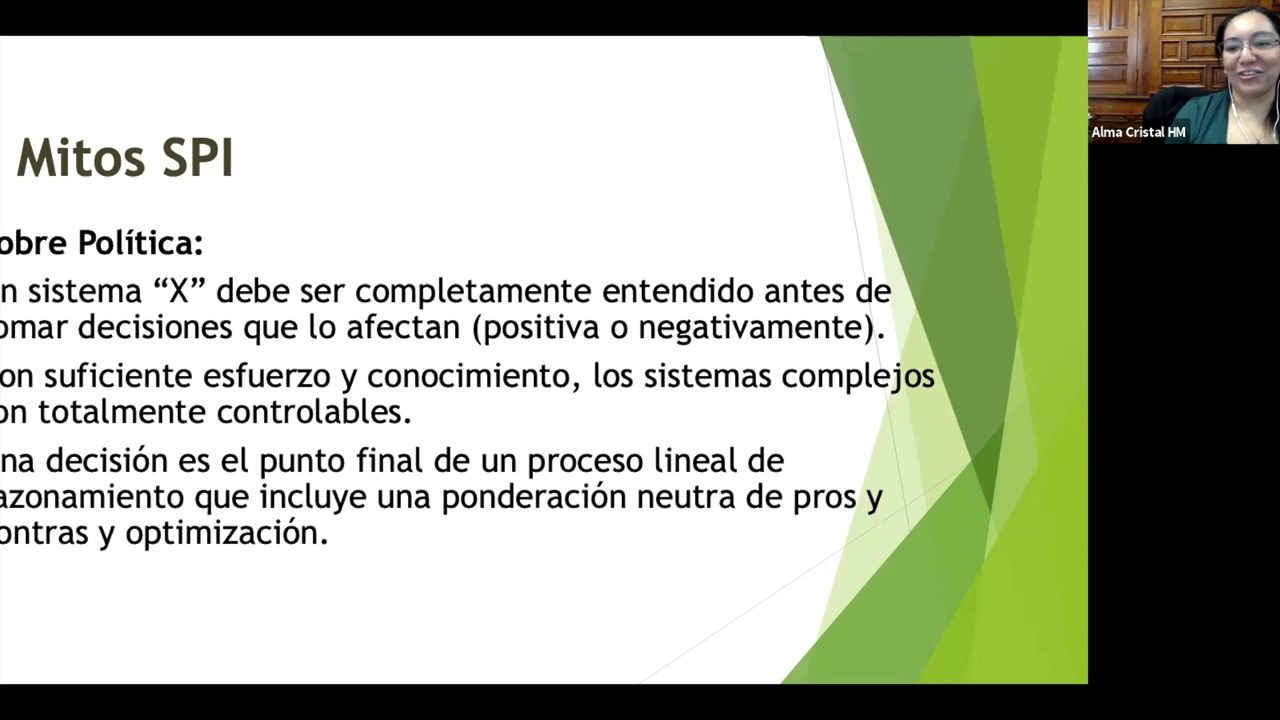 Mitos SPI
Alma Cristal HM
obre Política:
n sistema “X” debe ser completamente entendido antes de
omar decisiones que lo afectan (positiva o negativamente).
on suficiente esfuerzo y conocimiento, los sistemas complejos
on totalmente controlables.
na decisión es el punto final de un proceso lineal de
azonamiento que incluye una ponderación neutra de pros y
ontras y optimización.